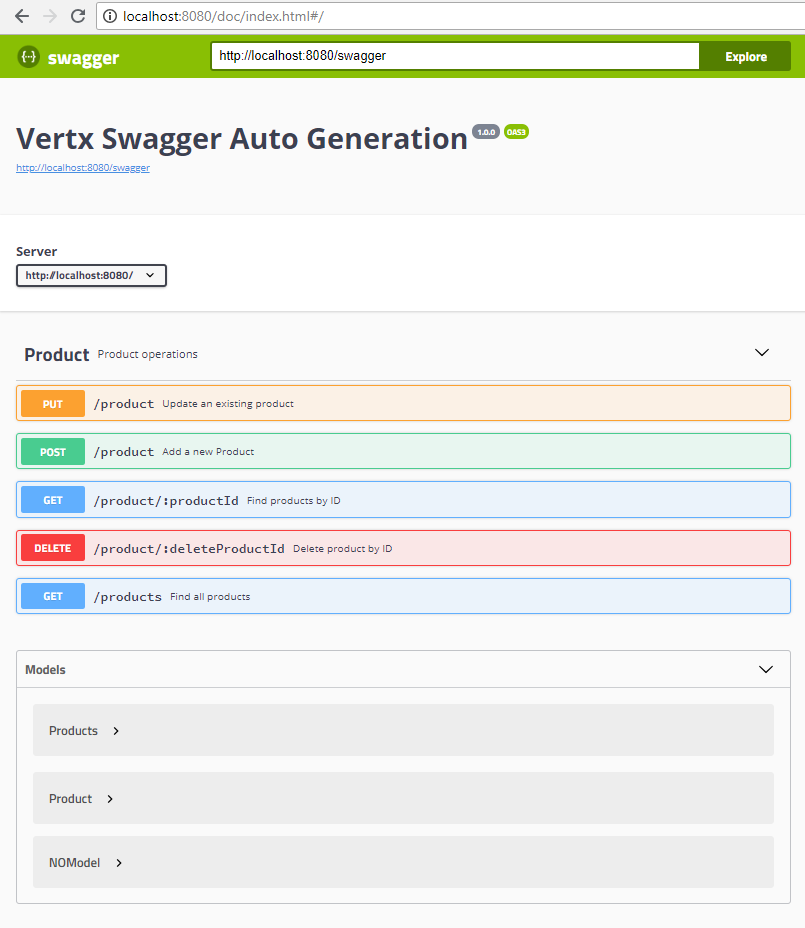 localhost:8080/doc/index.html#/
{···} swagger http://localhost:8080/swagger Explore
Vertx Swagger Auto Generation 1.0.0 OAS3
http://localhost:8080/swagger
Server
http://localhost:8080/
Product Product operations
PUT /product Update an existing product
POST /product Add a new Product
GET /product/:productId Find products by ID
DELETE /product/:deleteProductId Delete product by ID
GET /products Find all products
Models
Products
Product
NOModel